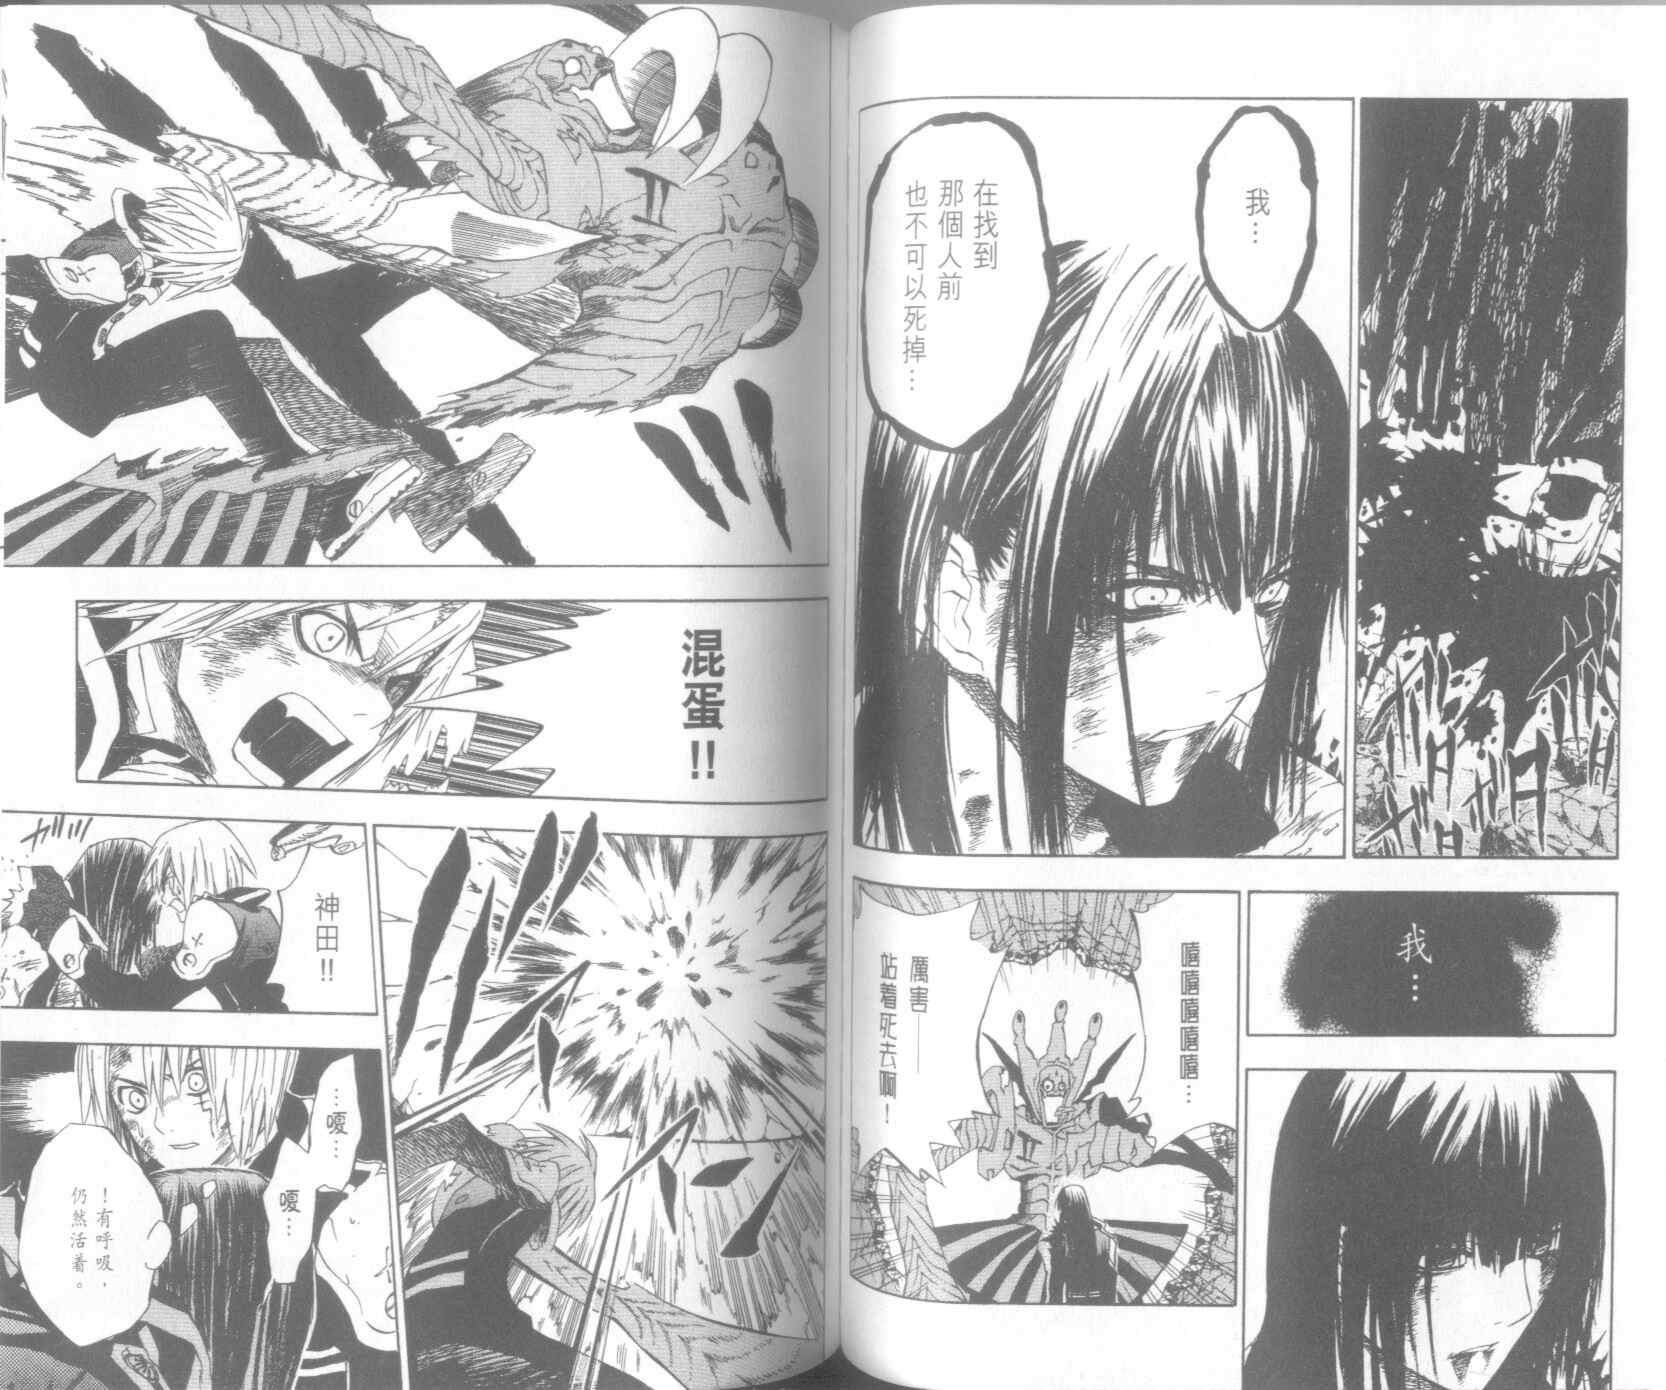 我…
在找到
那個人前
也不可以死掉…
我…
嘻嘻嘻嘻嘻…
厲害——
站着死去啊！
混蛋!!
ガッ
神田!!
…嗄…
嗄…
！有呼吸，
仍然活着。